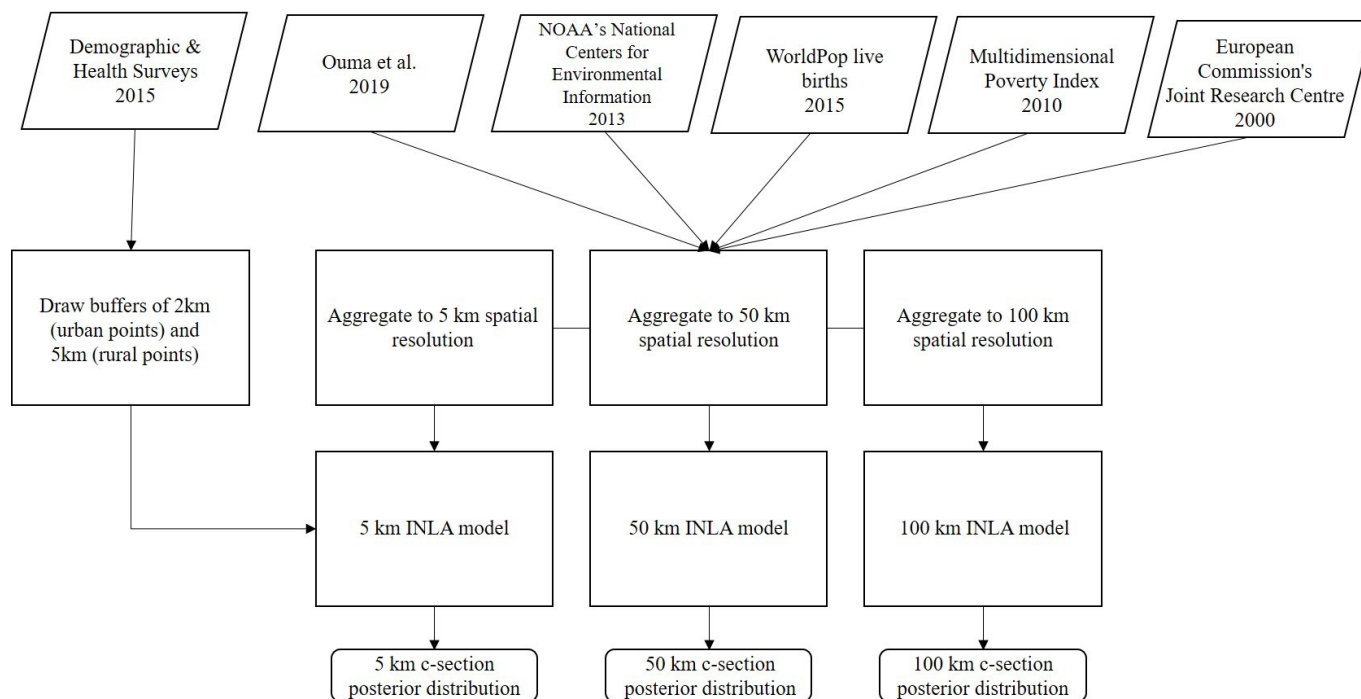 Demographic &
Health Surveys
2015
Ouma et al.
2019
NOAA's National
Centers for
Environmental
Information
2013
WorldPop live
births
2015
Multidimensional
Poverty Index
2010
European
Commission's
Joint Research Centre
2000
Draw buffers of 2km
(urban points) and
5km (rural points)
Aggregate to 5 km spatial
resolution
Aggregate to 50 km
spatial resolution
Aggregate to 100 km
spatial resolution
5 km INLA model
50 km INLA model
100 km INLA model
5 km c-section
posterior distribution
50 km c-section
posterior distribution
100 km c-section
posterior distribution